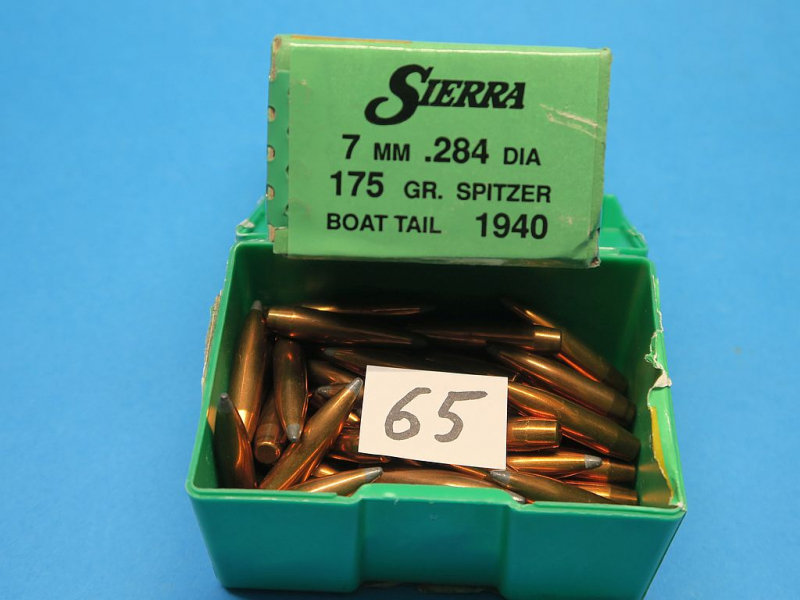 SIERRA
7 MM .284 DIA
175 GR. SPITZER
BOAT TAIL 1940
65